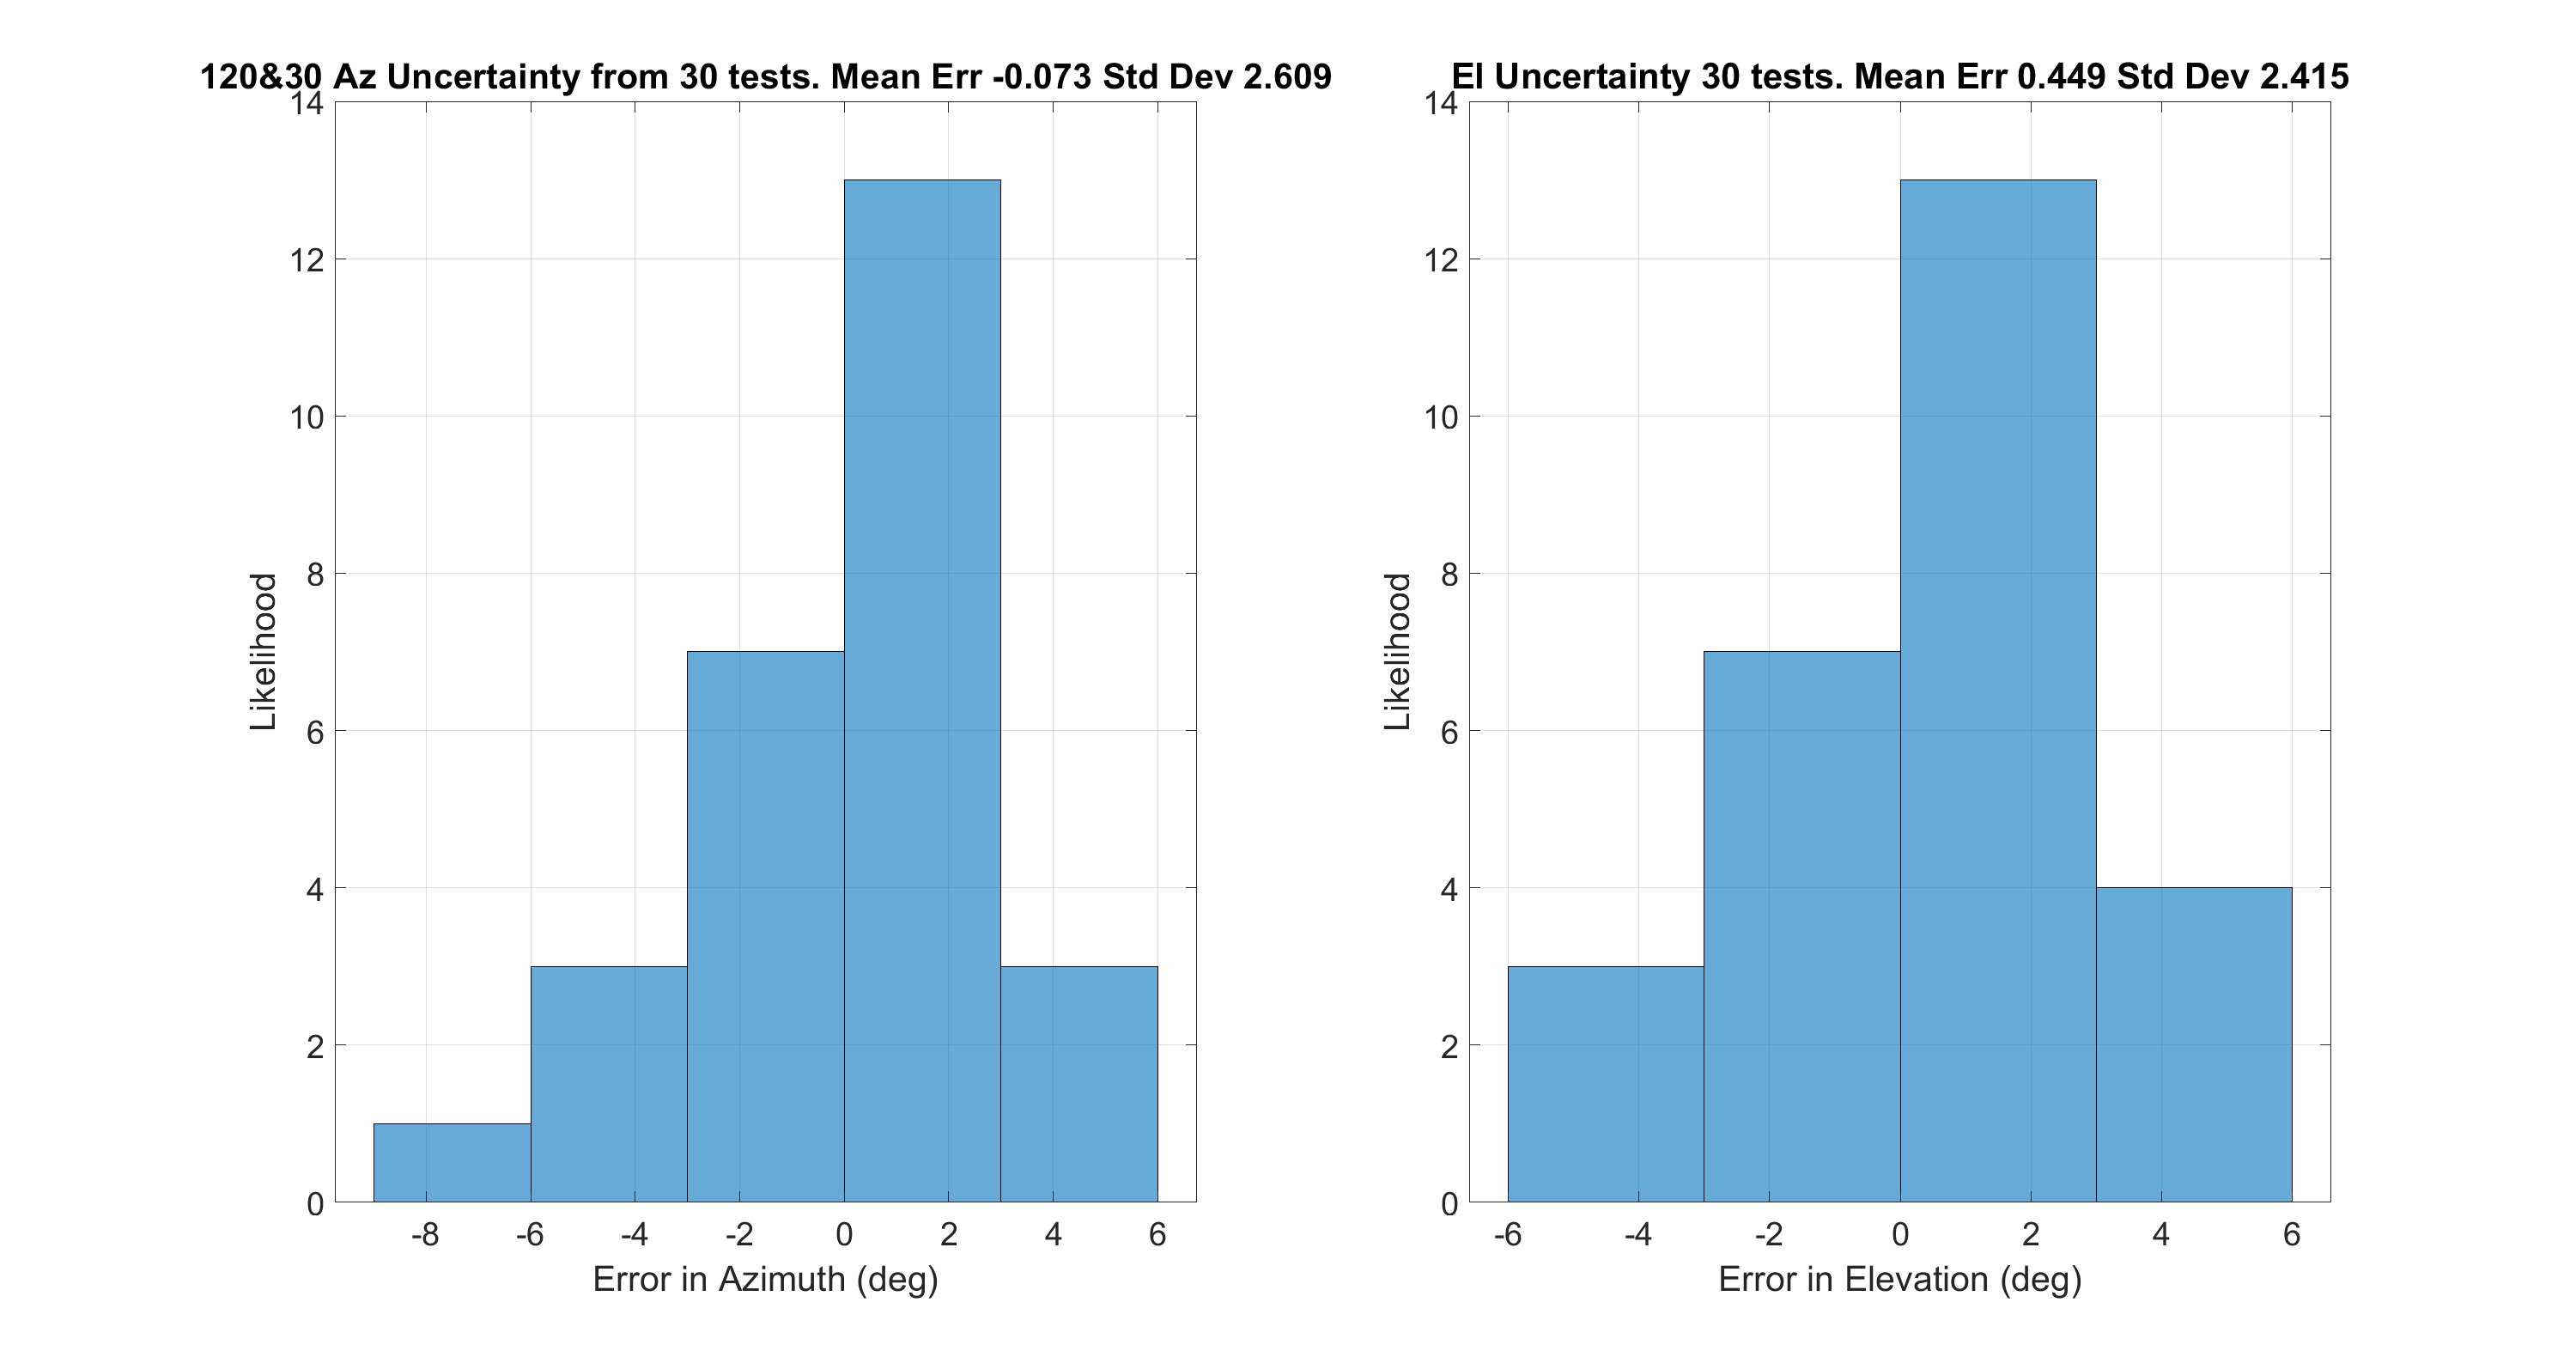 120&30 Az Uncertainty from 30 tests. Mean Err -0.073 Std Dev 2.609
14
12
10
8
6
4
2
0
Likelihood
-8 -6 -4 -2 0 2 4 6
Error in Azimuth (deg)
El Uncertainty 30 tests. Mean Err 0.449 Std Dev 2.415
14
12
10
8
6
4
2
0
Likelihood
-6 -4 -2 0 2 4 6
Error in Elevation (deg)